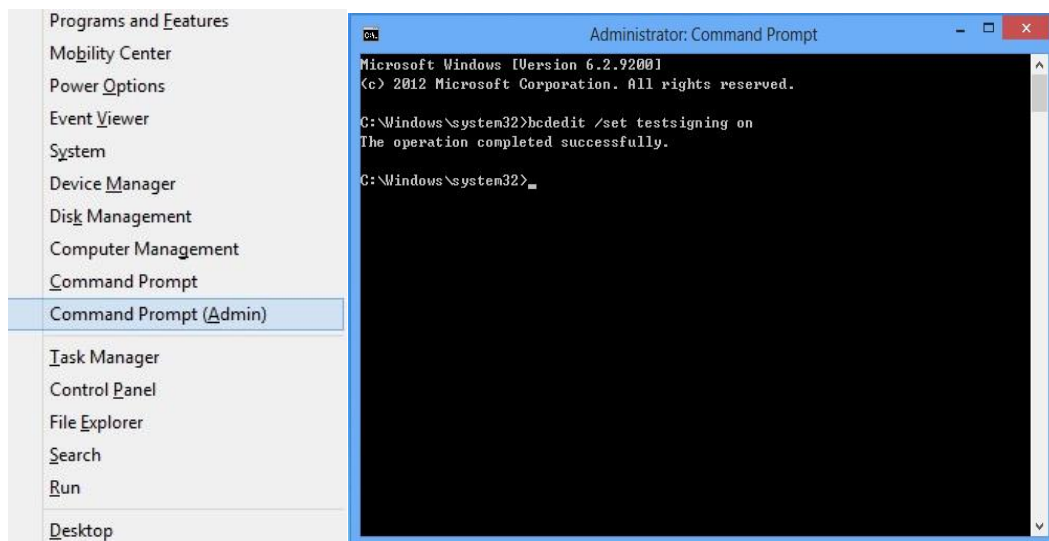 Programs and Features
Mobility Center
Power Options
Event Viewer
System
Device Manager
Disk Management
Computer Management
Command Prompt
Command Prompt (Admin)
Task Manager
Control Panel
File Explorer
Search
Run
Desktop
Administrator: Command Prompt
Microsoft Windows [Version 6.2.9200]
(c) 2012 Microsoft Corporation. All rights reserved.
C:\Windows\system32>bcdedit /set testsigning on
The operation completed successfully.
C:\Windows\system32>_